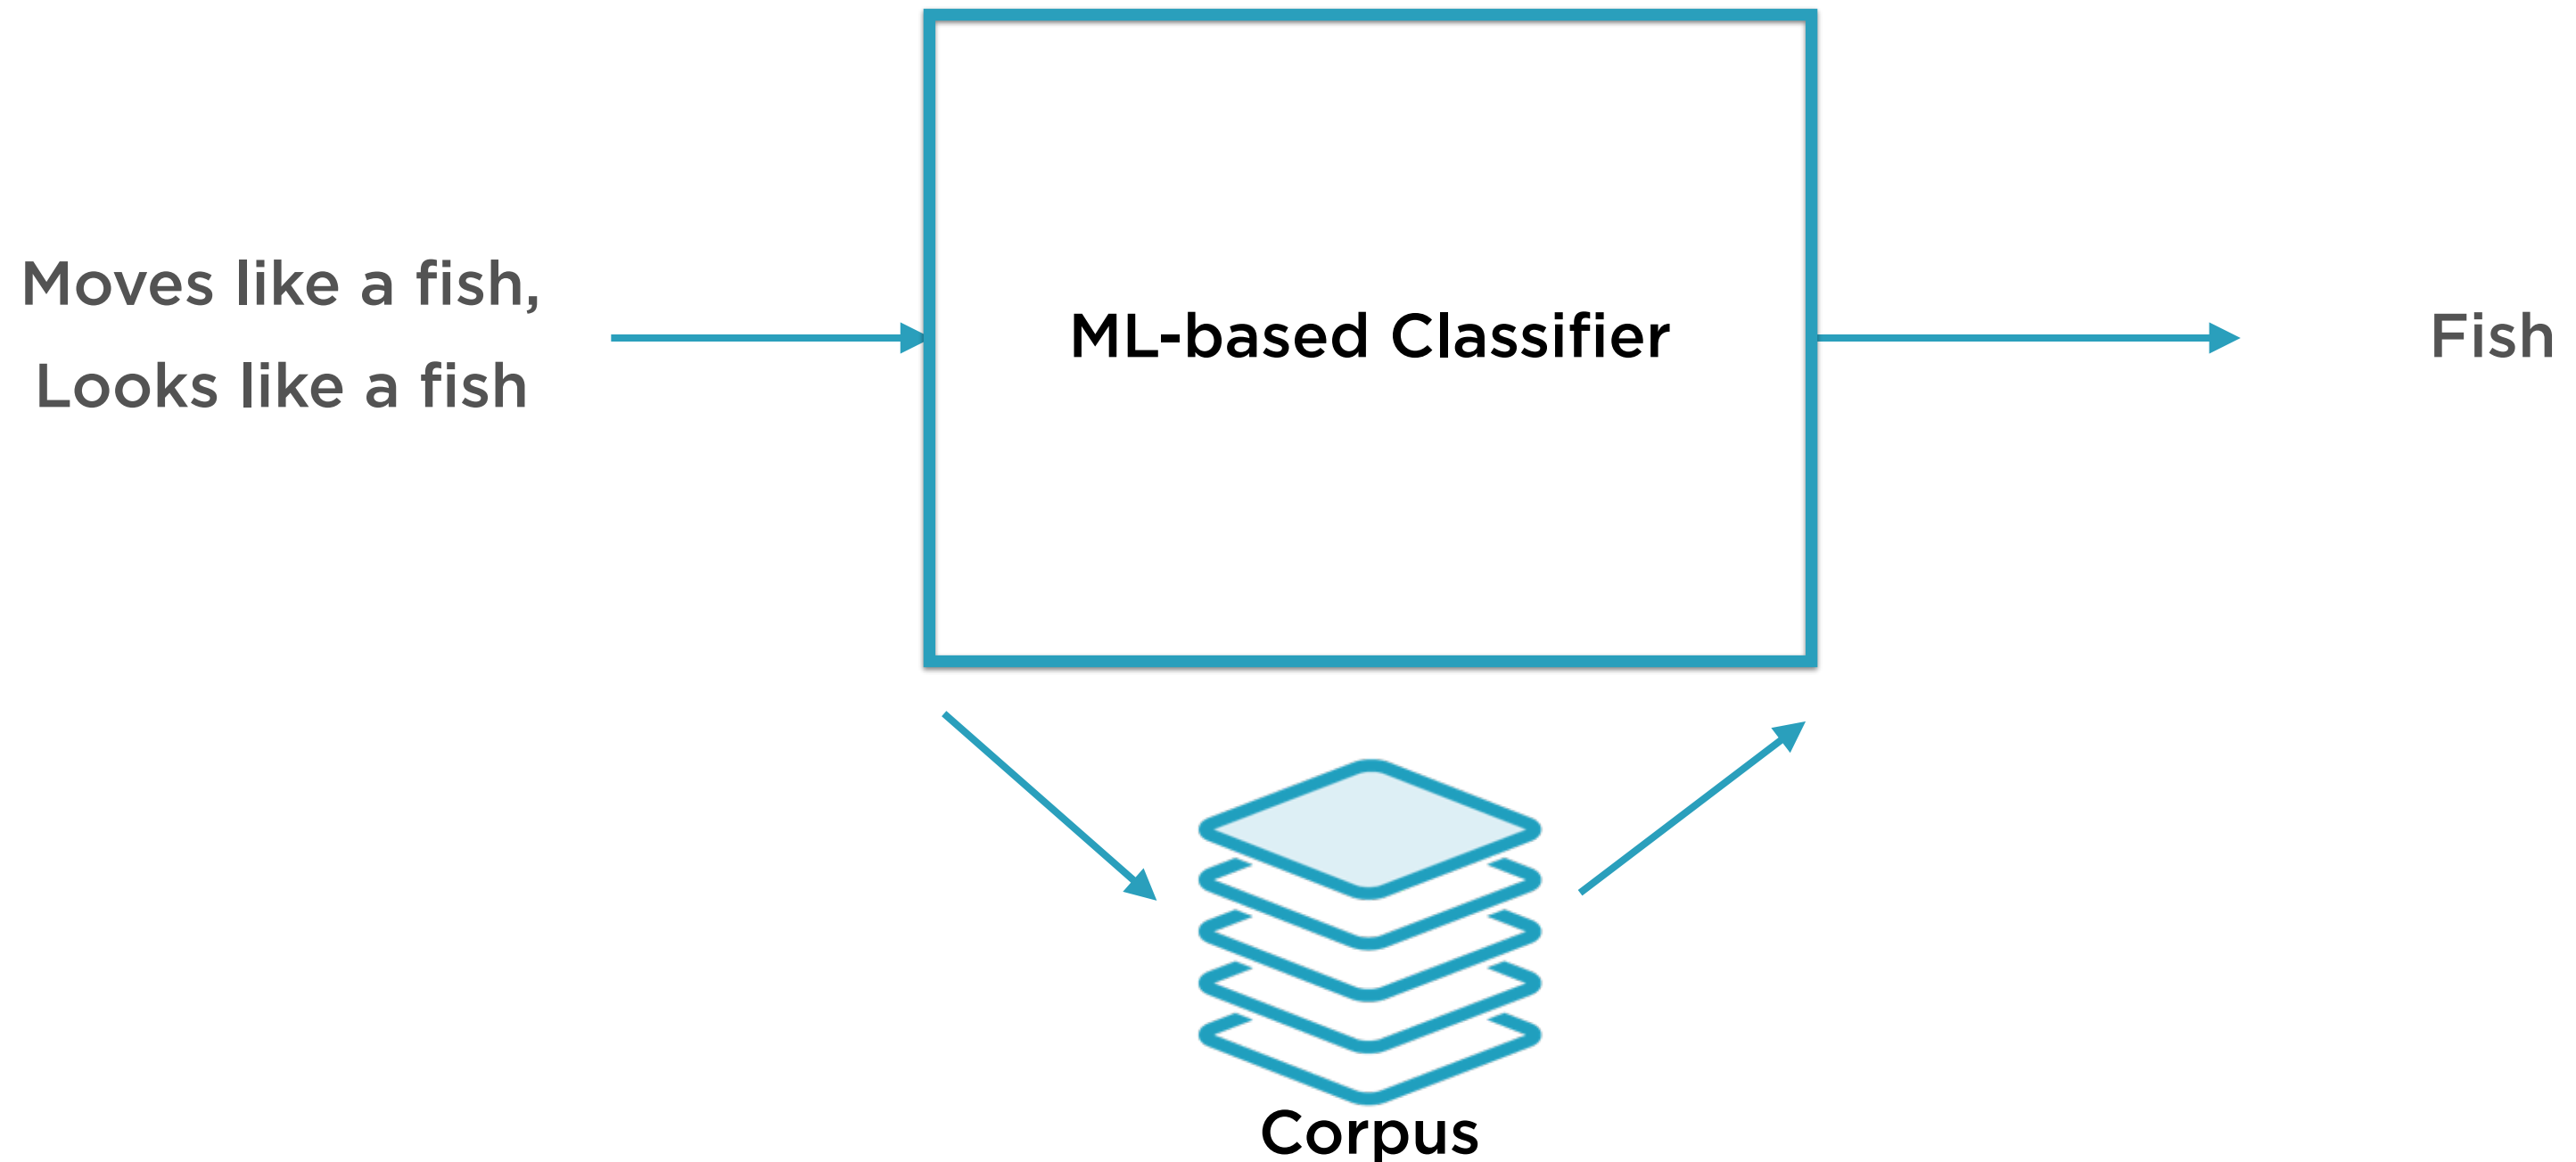 Moves like a fish,
Looks like a fish
ML-based Classifier
Fish
Corpus